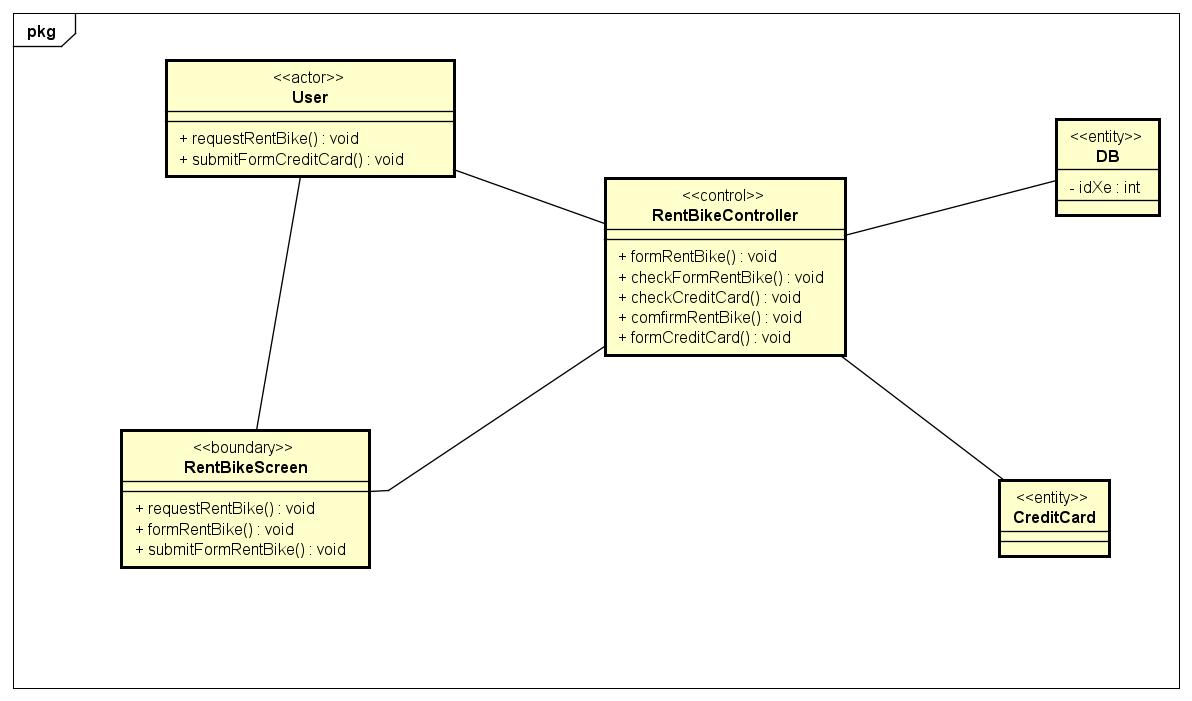 pkg
<<actor>>
User
+ requestRentBike() : void
+ submitFormCreditCard() : void
<<entity>>
DB
- idXe : int
<<control>>
RentBikeController
+ formRentBike() : void
+ checkFormRentBike() : void
+ checkCreditCard() : void
+ comfirmRentBike() : void
+ formCreditCard() : void
<<boundary>>
RentBikeScreen
+ requestRentBike() : void
+ formRentBike() : void
+ submitFormRentBike() : void
<<entity>>
CreditCard